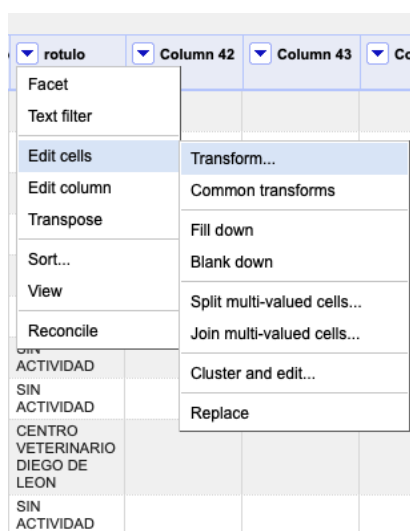 rotulo
Column 42
Column 43
Co
Facet
Text filter
Edit cells
Edit column
Transpose
Sort...
View
Reconcile
Transform...
Common transforms
Fill down
Blank down
Split multi-valued cells...
Join multi-valued cells...
Cluster and edit...
Replace
SIN
ACTIVIDAD
SIN
ACTIVIDAD
CENTRO
VETERINARIO
DIEGO DE
LEON
SIN
ACTIVIDAD